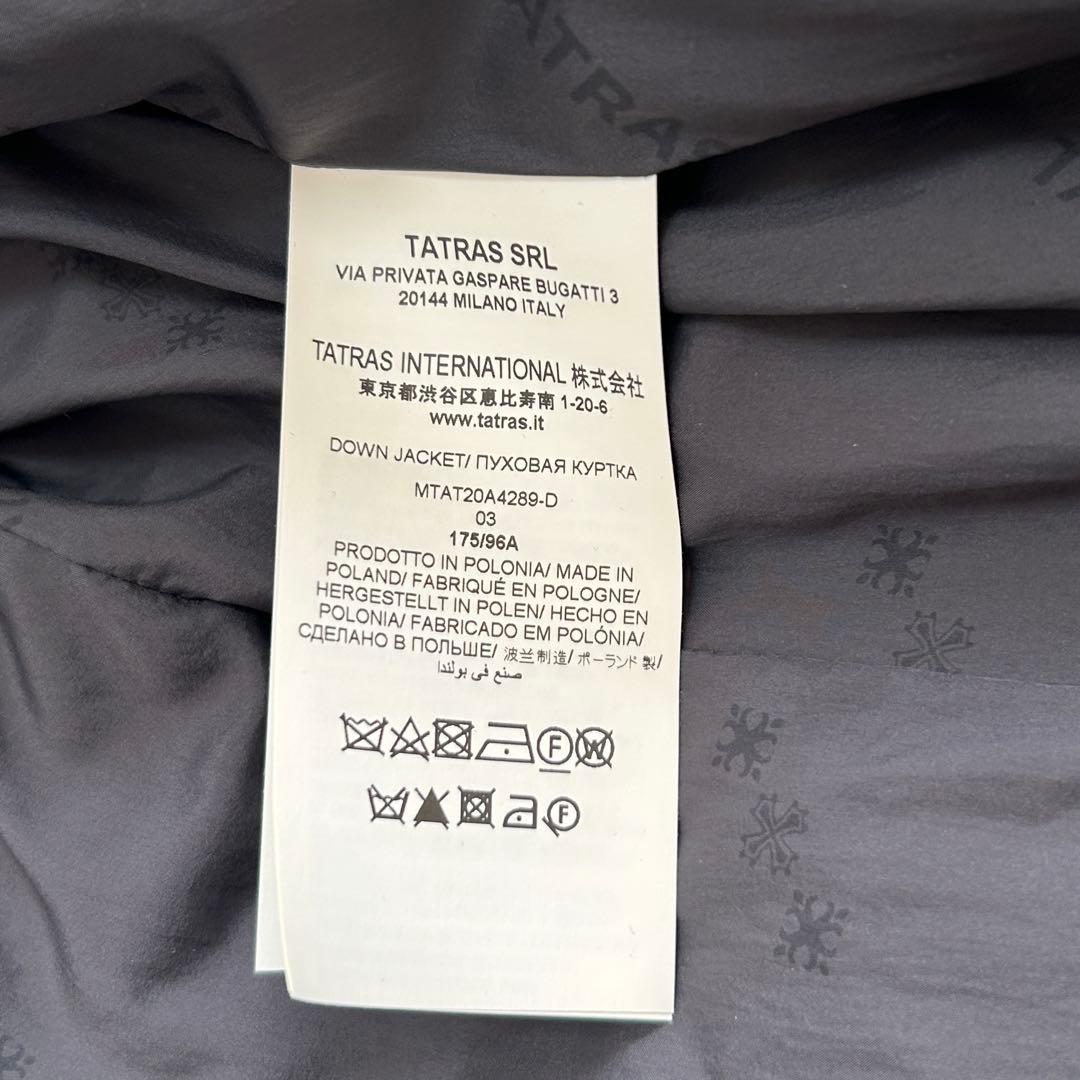 TATRAS
TATRAS SRL
VIA PRIVATA GASPARE BUGATTI 3
20144 MILANO ITALY
TATRAS INTERNATIONAL 株式会社
東京都渋谷区恵比寿南 1-20-6
www.tatras.it
DOWN JACKET/ ПУХОВАЯ КУРТКА
MTAT20A4289-D
03
175/96A
PRODOTTO IN POLONIA/ MADE IN
POLAND/ FABRIQUÉ EN POLOGNE/
HERGESTELLT IN POLEN/ HECHO EN
POLONIA/ FABRICADO EM POLÓNIA/
СДЕЛАНО В ПОЛЬШЕ/ 波兰制造/ ポーランド 製/
صنع في بولندا
F W
F